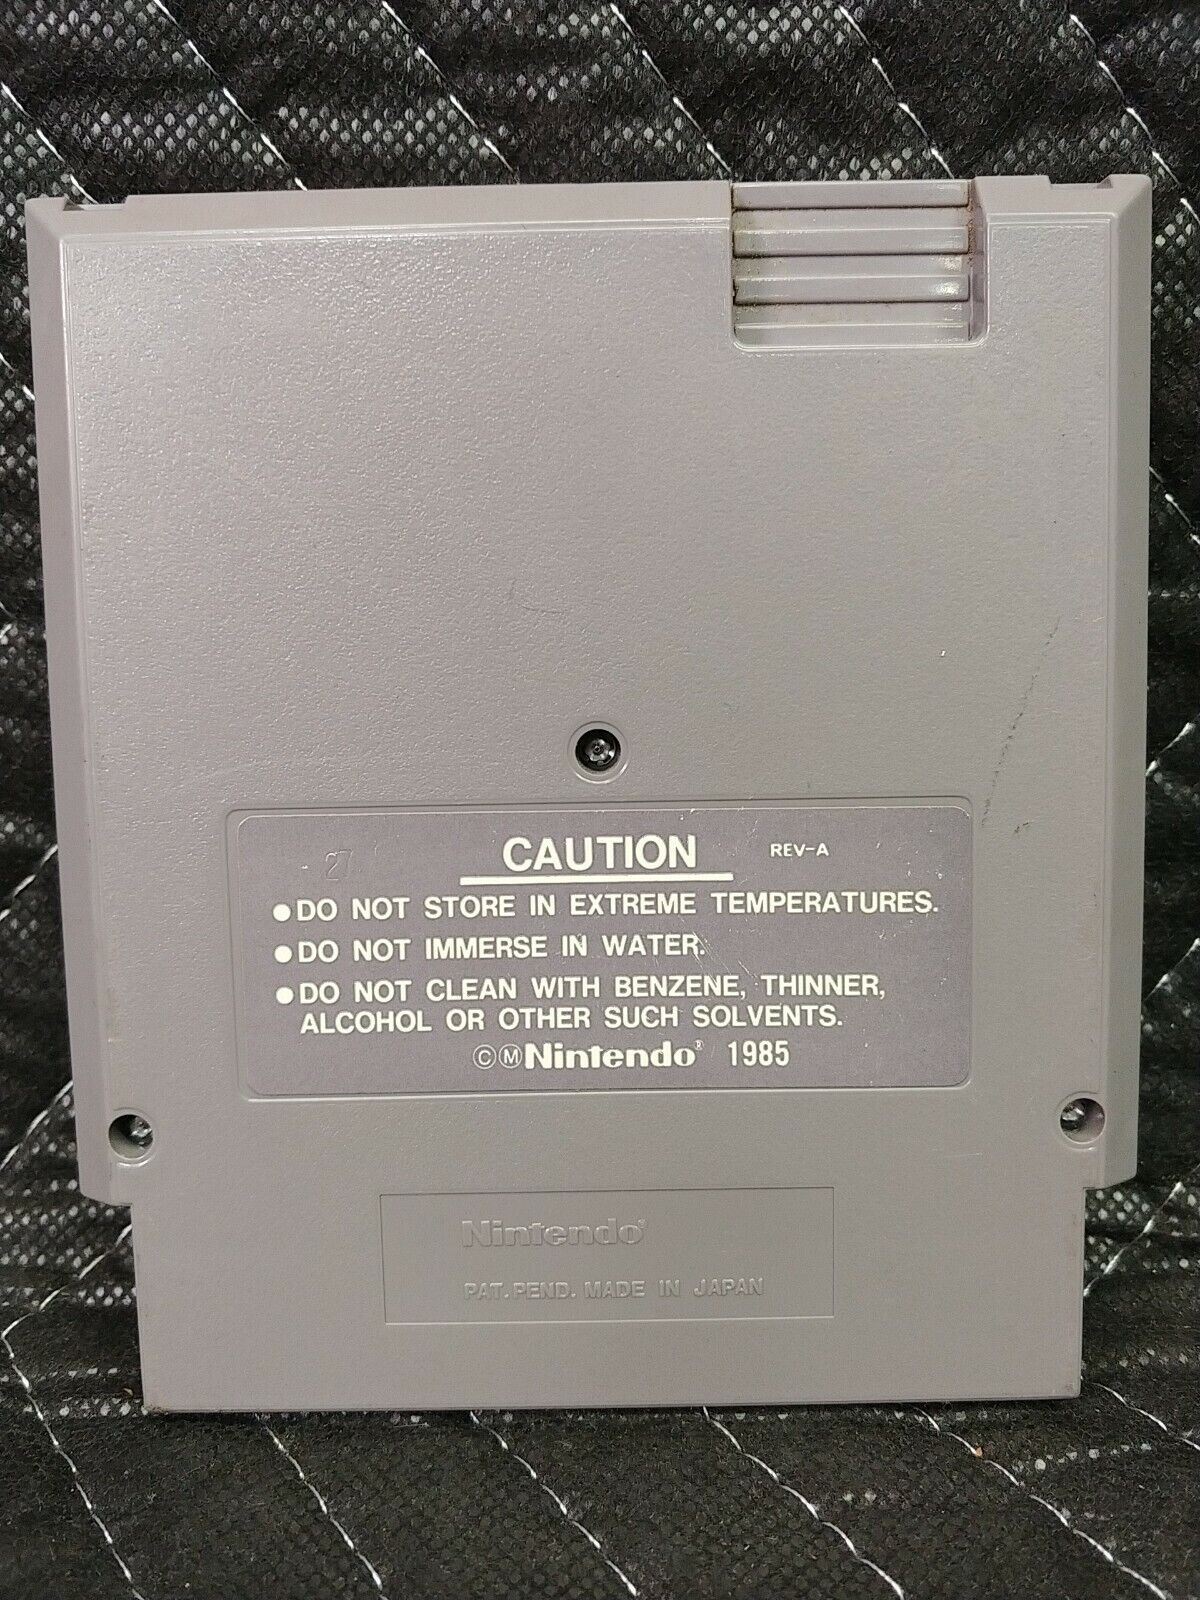 CAUTION REV-A
27
●DO NOT STORE IN EXTREME TEMPERATURES.
●DO NOT IMMERSE IN WATER.
●DO NOT CLEAN WITH BENZENE, THINNER,
ALCOHOL OR OTHER SUCH SOLVENTS.
©ⓂNintendo® 1985
Nintendo®
PAT. PEND. MADE IN JAPAN